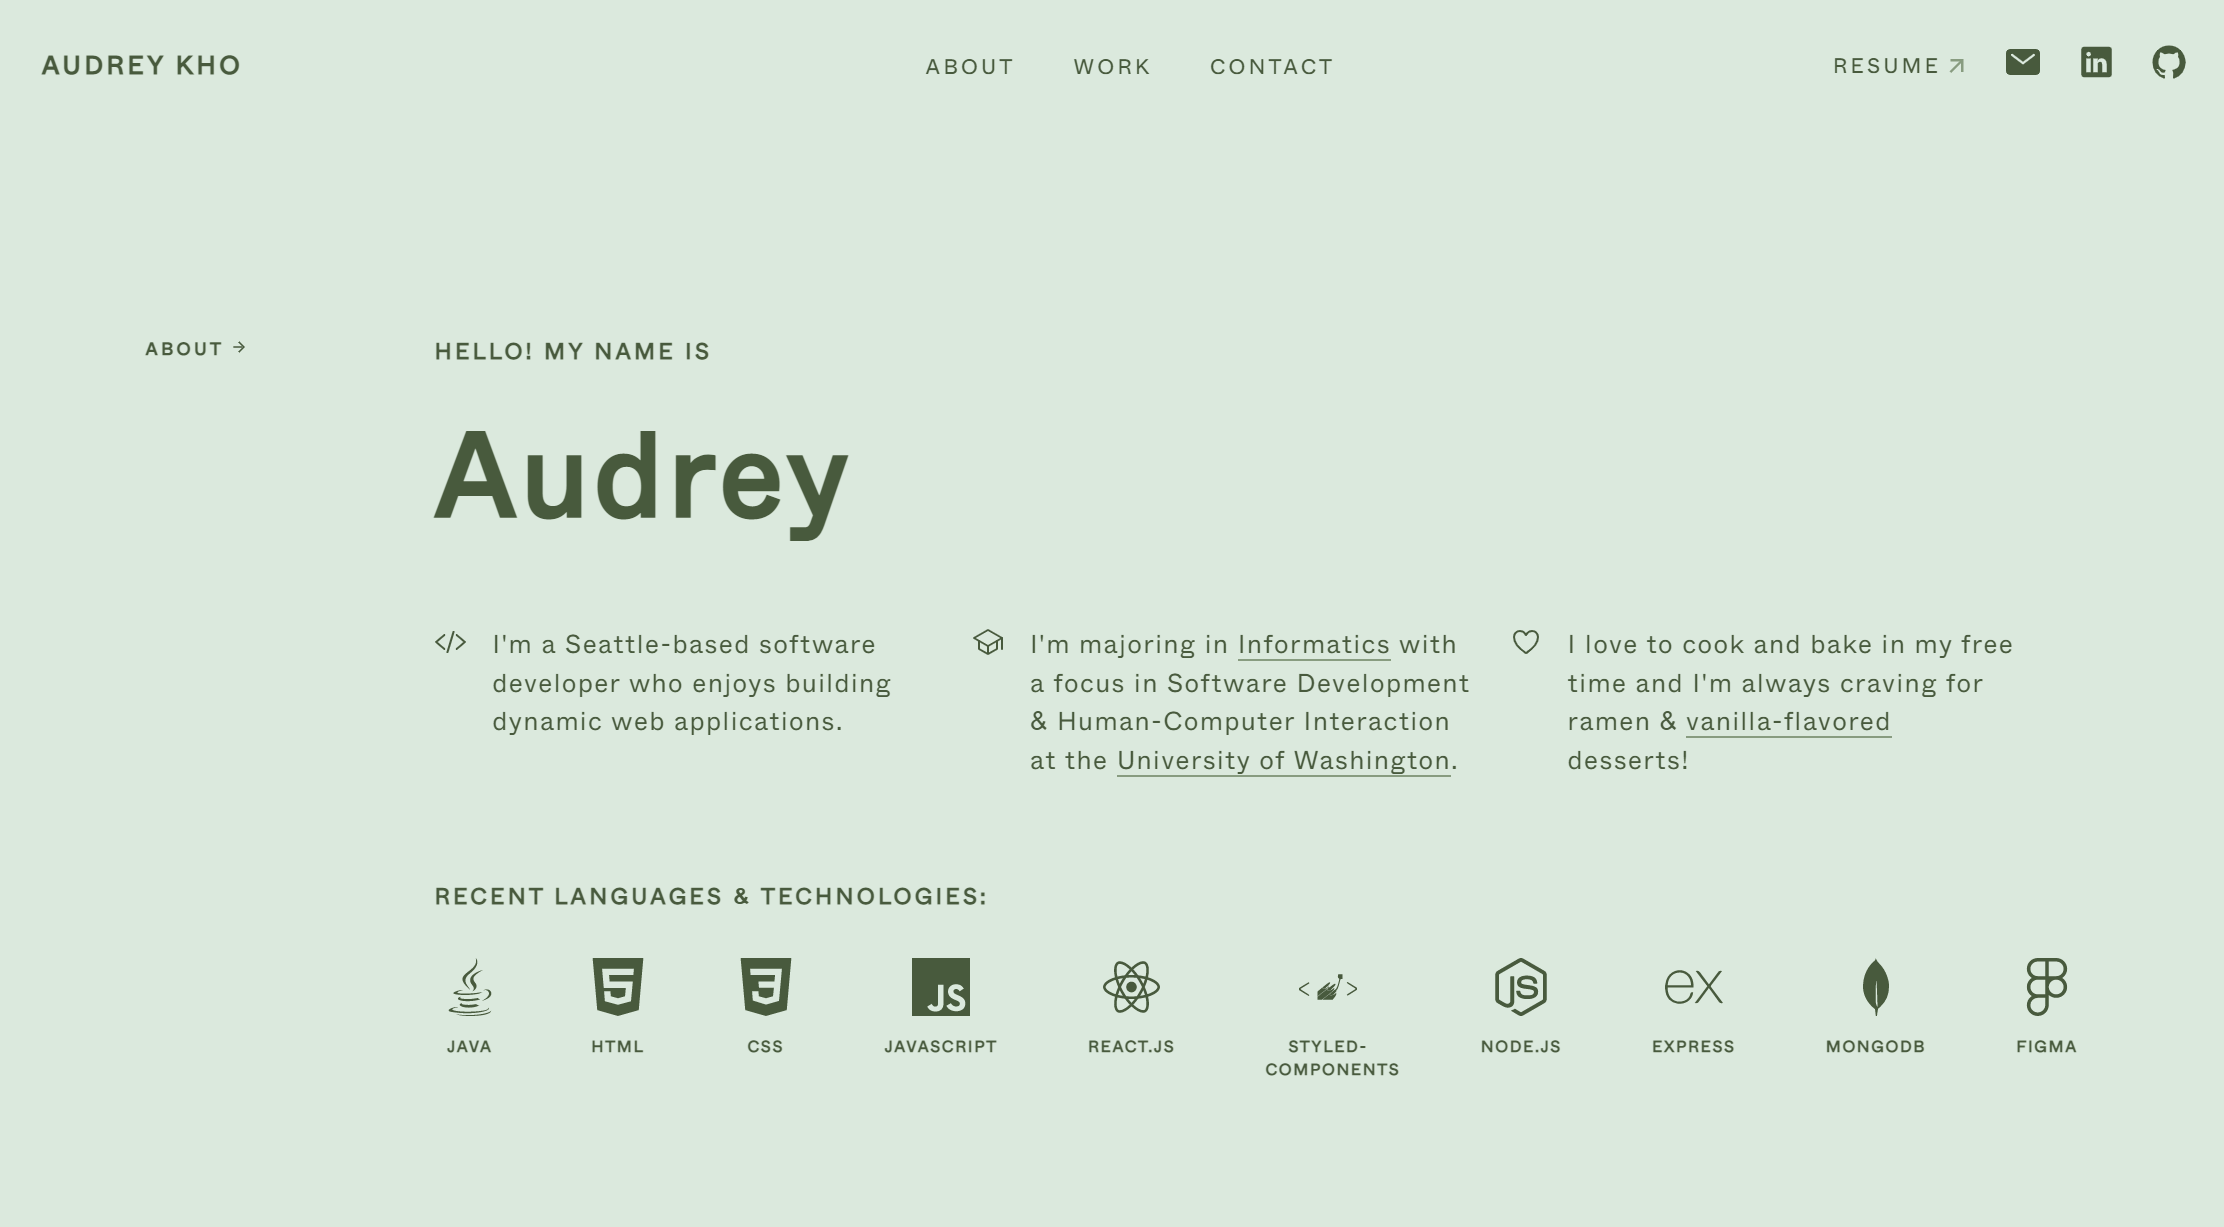 AUDREY KHO
ABOUT WORK CONTACT
RESUME
ABOUT
HELLO! MY NAME IS
Audrey
I'm a Seattle-based software
developer who enjoys building
dynamic web applications.
I'm majoring in Informatics with
a focus in Software Development
& Human-Computer Interaction
at the University of Washington.
I love to cook and bake in my free
time and I'm always craving for
ramen & vanilla-flavored
desserts!
RECENT LANGUAGES & TECHNOLOGIES:
JAVA
HTML
CSS
JAVASCRIPT
REACT.JS
STYLED-
COMPONENTS
NODE.JS
EXPRESS
MONGODB
FIGMA